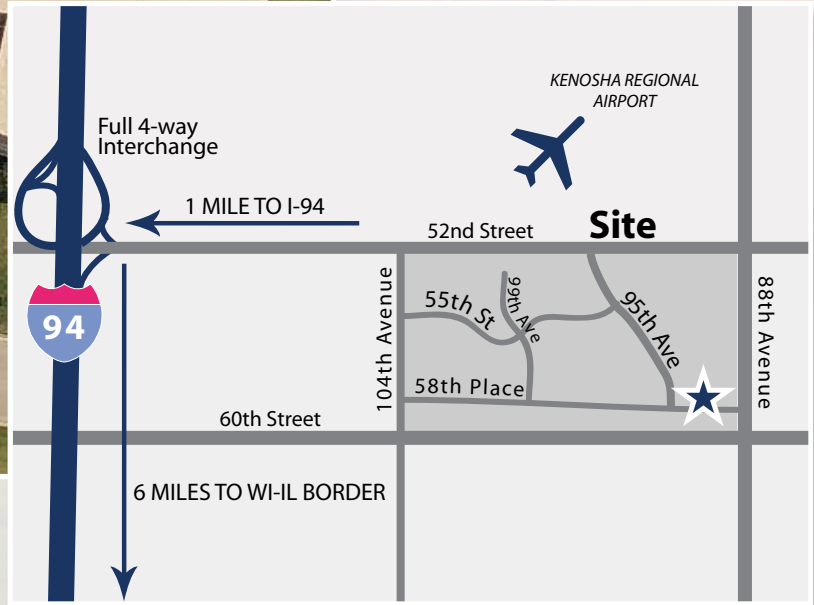 KENOSHA REGIONAL
AIRPORT
Full 4-way
Interchange
1 MILE TO I-94
52nd Street
Site
94
104th Avenue
55th St
99th Ave
95th Ave
88th Avenue
58th Place
60th Street
6 MILES TO WI-IL BORDER